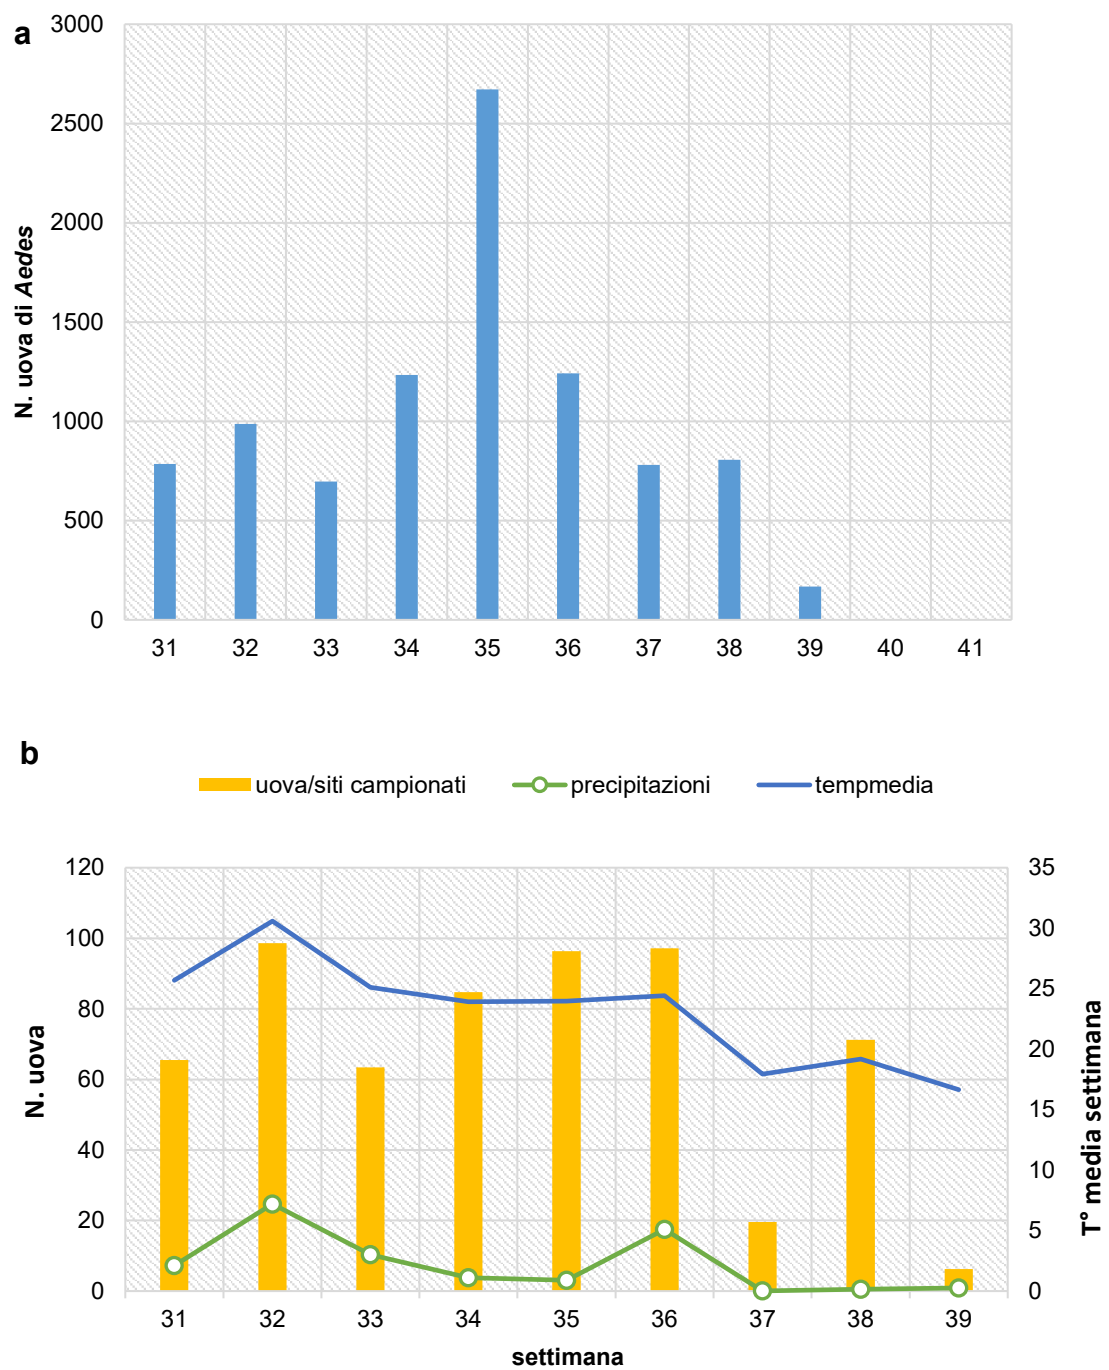 a
N. uova di Aedes
3000
2500
2000
1500
1000
500
0
31 32 33 34 35 36 37 38 39 40 41
b
uova/siti campionati precipitazioni tempmedia
N. uova
120
100
80
60
40
20
0
35
30
25
20
15
10
5
0
T° media settimana
31 32 33 34 35 36 37 38 39
settimana